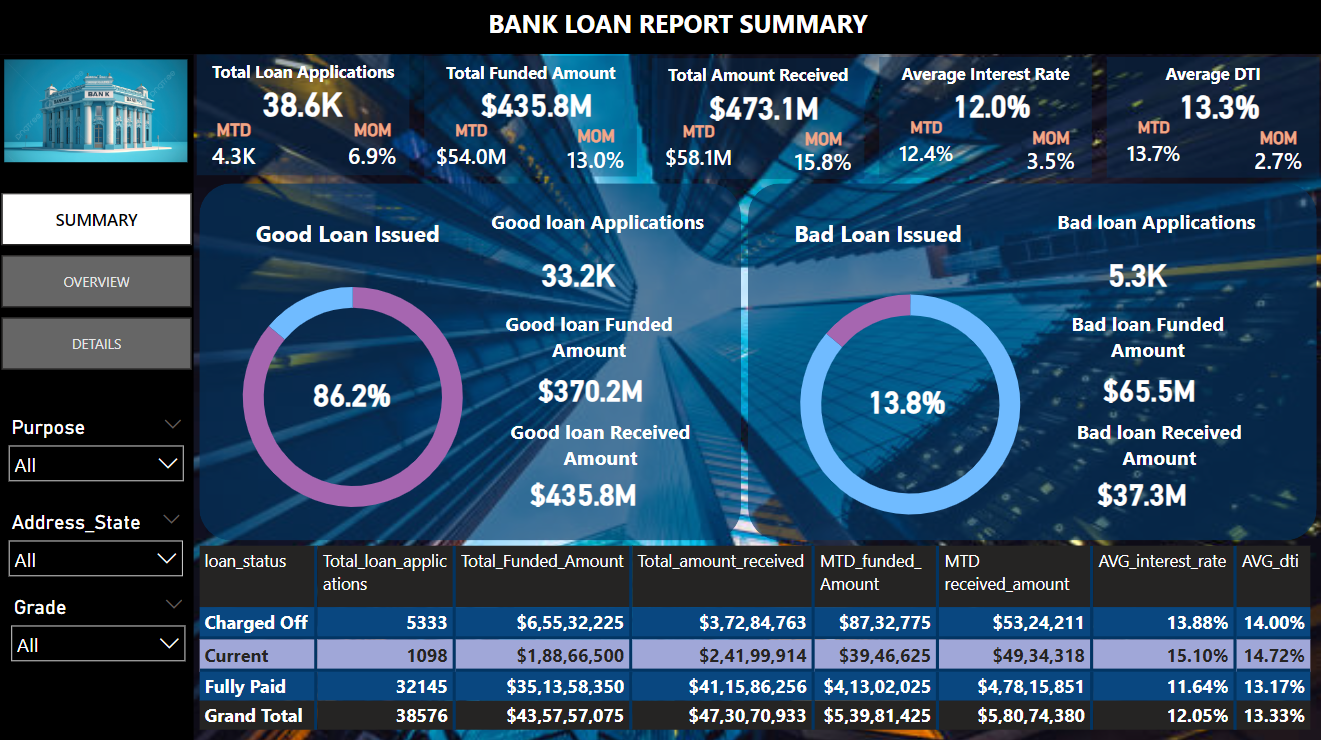 BANK LOAN REPORT SUMMARY
BANK
Total Loan Applications
38.6K
MTD
MOM
4.3K
6.9%
Total Funded Amount
$435.8M
MTD
MOM
$54.0M
13.0%
Total Amount Received
$473.1M
MTD
MOM
$58.1M
15.8%
Average Interest Rate
12.0%
MTD
MOM
12.4%
3.5%
Average DTI
13.3%
MTD
MOM
13.7%
2.7%
SUMMARY
OVERVIEW
DETAILS
Purpose
All
Address_State
All
Grade
All
Good Loan Issued
86.2%
Good loan Applications
33.2K
Good loan Funded
Amount
$370.2M
Good loan Received
Amount
$435.8M
Bad Loan Issued
13.8%
Bad loan Applications
5.3K
Bad loan Funded
Amount
$65.5M
Bad loan Received
Amount
$37.3M
loan_status Total_loan_applic Total_Funded_Amount Total_amount_received MTD_funded_ MTD AVG_interest_rate AVG_dti
ations Amount received_amount
Charged Off 5333 $6,55,32,225 $3,72,84,763 $87,32,775 $53,24,211 13.88% 14.00%
Current 1098 $1,88,66,500 $2,41,99,914 $39,46,625 $49,34,318 15.10% 14.72%
Fully Paid 32145 $35,13,58,350 $41,15,86,256 $4,13,02,025 $4,78,15,851 11.64% 13.17%
Grand Total 38576 $43,57,57,075 $47,30,70,933 $5,39,81,425 $5,80,74,380 12.05% 13.33%